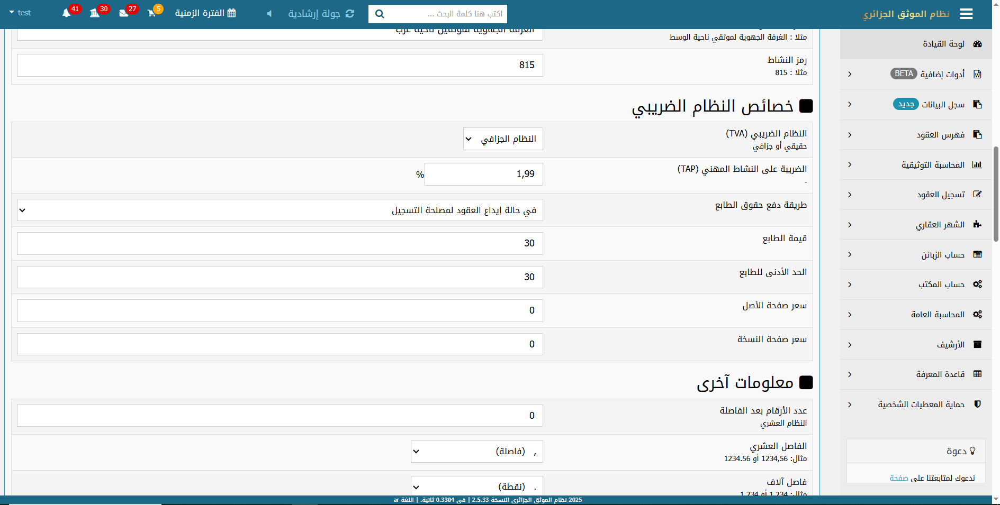 نظام الموثق الجزائري
اكتب هنا كلمة البحث ...
جولة إرشادية
الفترة الزمنية
5
27
30
41
test
لوحة القيادة
أدوات إضافية BETA
سجل البيانات جديد
فهرس العقود
المحاسبة التوثيقية
تسجيل العقود
الشهر العقاري
حساب الزبائن
حساب المكتب
المحاسبة العامة
الأرشيف
قاعدة المعرفة
حماية المعطيات الشخصية
دعوة
ندعوك لمتابعتنا على صفحة
الغرفة الجهوية لموثقين ناحية غرب
مثلا : الغرفة الجهوية لموثقي ناحية الوسط
رمز النشاط
مثلا : 815
815
خصائص النظام الضريبي
النظام الضريبي (TVA)
حقيقي أو جزافي
النظام الجزافي
الضريبة على النشاط المهني (TAP)
-
1,99
%
طريقة دفع حقوق الطابع
في حالة إيداع العقود لمصلحة التسجيل
قيمة الطابع
30
الحد الأدنى للطابع
30
سعر صفحة الأصل
0
سعر صفحة النسخة
0
معلومات آخرى
عدد الأرقام بعد الفاصلة
النظام العشري
0
الفاصل العشري
مثال: 1234,56 أو 1234.56
, (فاصلة)
فاصل آلاف
مثال: 1.234 أو 1,234
. (نقطة)
2025 نظام الموثق الجزائري النسخة 2.5.33 | في 0.3304 ثانية. | اللغة ar